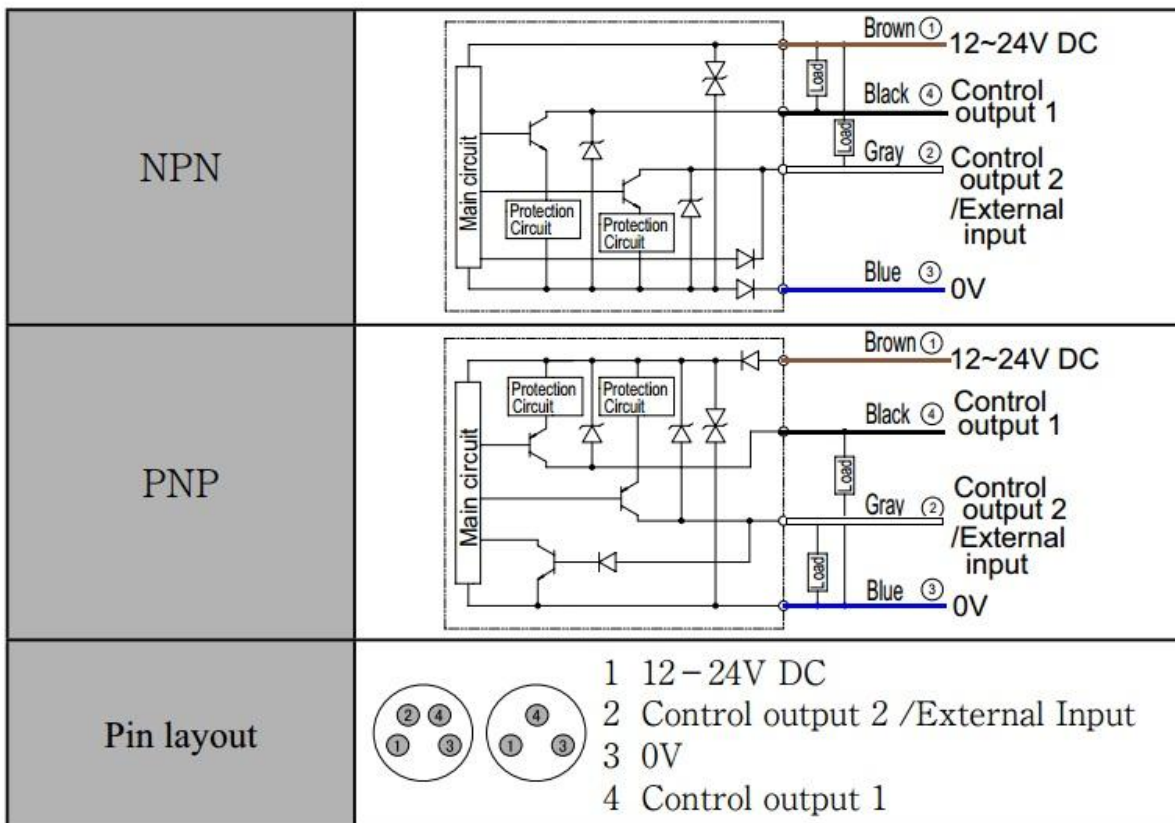 NPN
Main circuit
Protection
Circuit
Protection
Circuit
Brown ①
12~24V DC
Load
Black ④
Control
output 1
Load
Gray ②
Control
output 2
/External
input
Blue ③
0V
PNP
Main circuit
Protection
Circuit
Protection
Circuit
Brown ①
12~24V DC
Black ④
Control
output 1
Load
Gray ②
Control
output 2
/External
input
Load
Blue ③
0V
Pin layout
2 4
1 3
4
1 3
1 12-24V DC
2 Control output 2 /External Input
3 0V
4 Control output 1